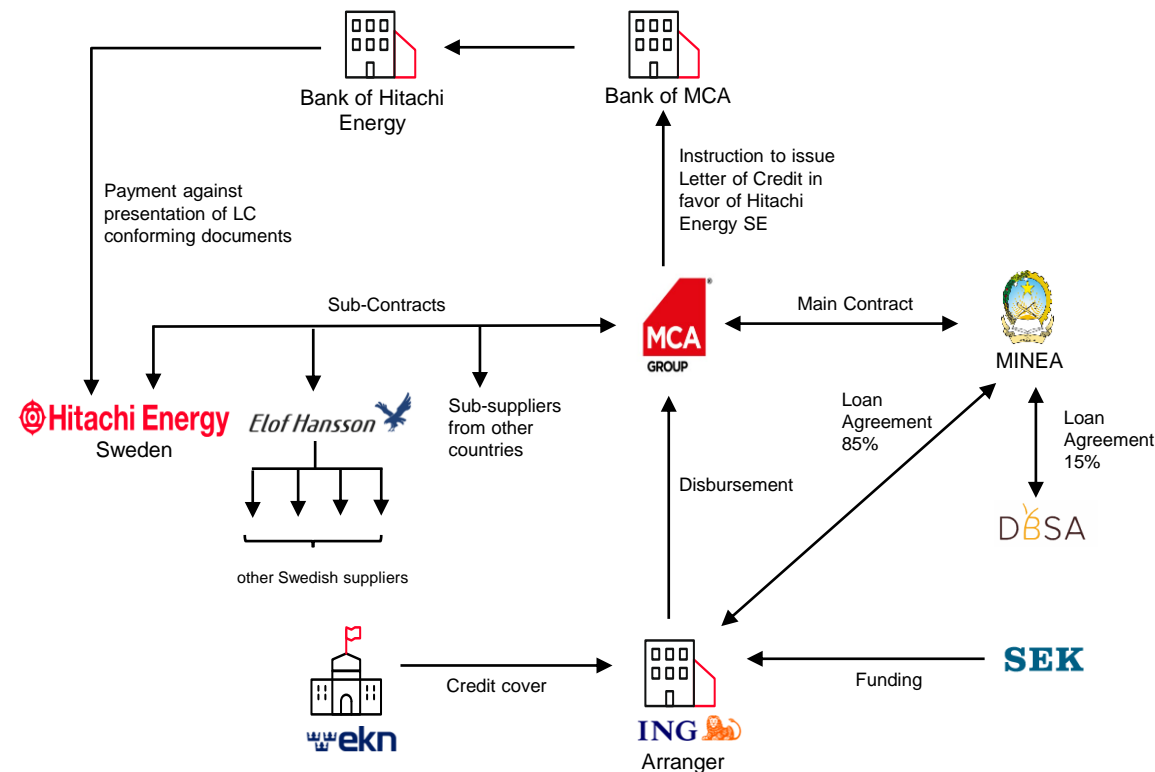 Bank of Hitachi
Energy
Bank of MCA
Payment against
presentation of LC
conforming documents
Instruction to issue
Letter of Credit in
favor of Hitachi
Energy SE
Sub-Contracts
MCA
GROUP
®
Main Contract
MINEA
Hitachi Energy
Sweden
Elof Hansson
Sub-suppliers
from other
countries
Loan
Agreement
85%
Loan
Agreement
15%
Disbursement
DBSA
other Swedish suppliers
Credit cover
Funding
SEK
ekn
ING
Arranger